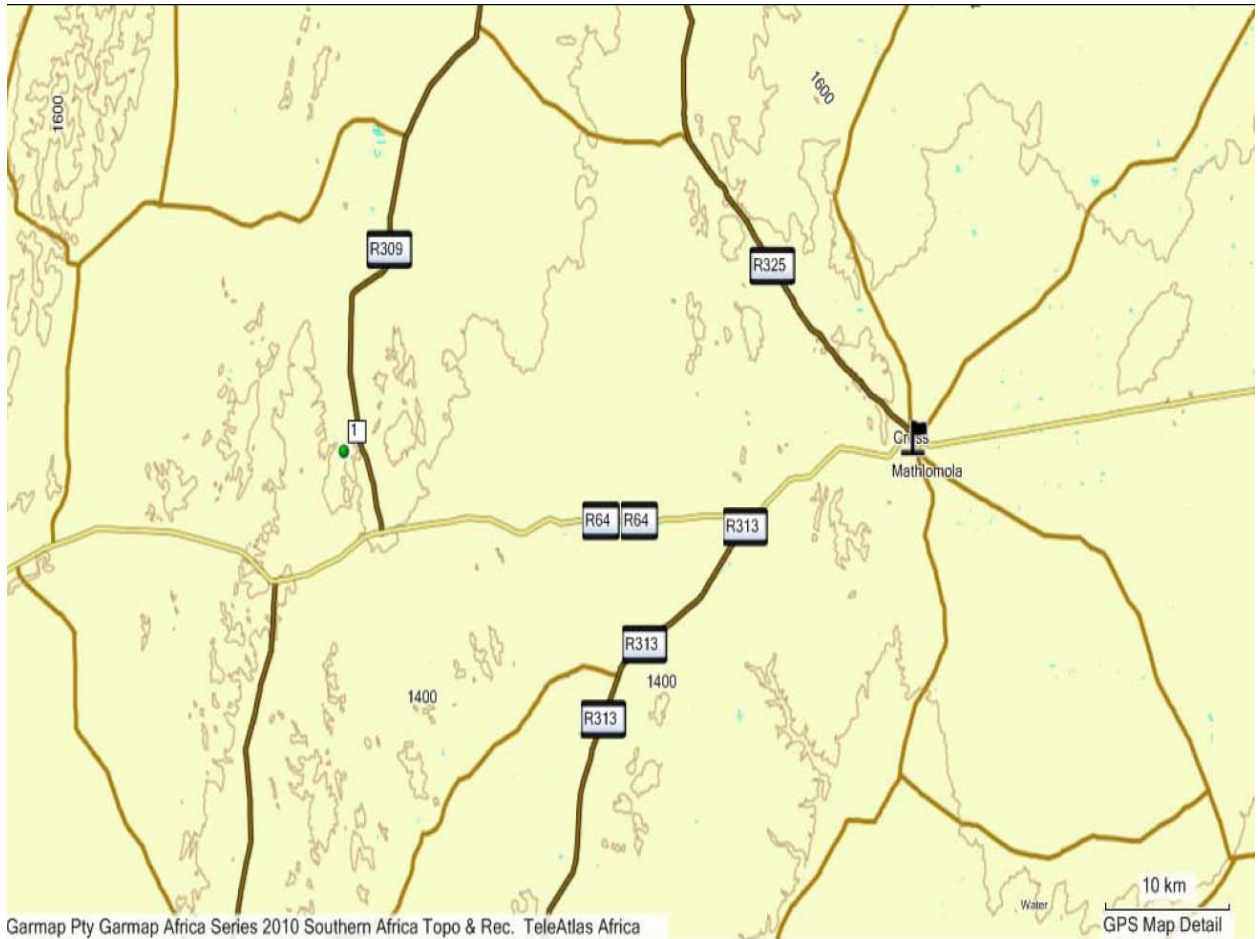 1600
1600
R309
R325
1
Cross
Mathlomola
R64
R64
R313
R313
1400
1400
R313
10 km
Water
Garmap Pty Garmap Africa Series 2010 Southern Africa Topo & Rec. TeleAtlas Africa
GPS Map Detail